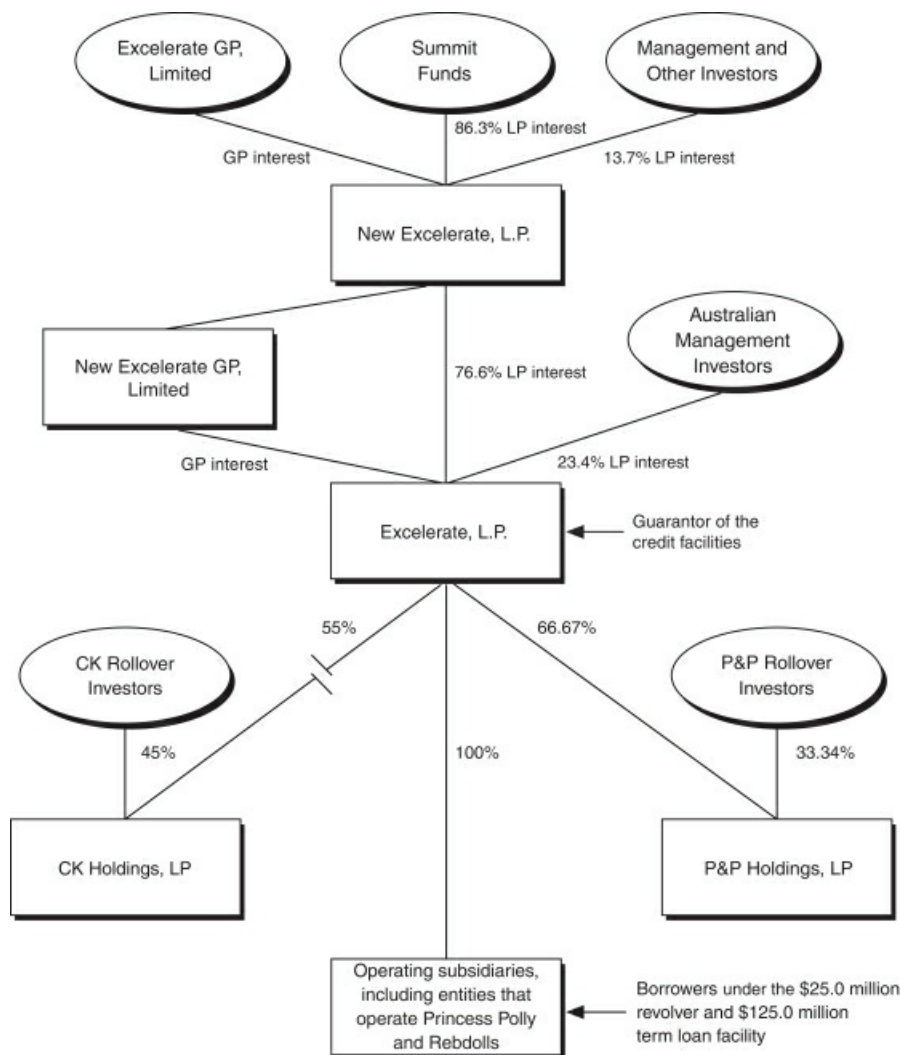 Excelerate GP,
Limited
Summit
Funds
Management and
Other Investors
GP interest
86.3% LP interest
13.7% LP interest
New Excelerate, L.P.
New Excelerate GP,
Limited
76.6% LP interest
Australian
Management
Investors
GP interest
23.4% LP interest
Excelerate, L.P.
Guarantor of the
credit facilities
55%
66.67%
CK Rollover
Investors
P&P Rollover
Investors
45%
100%
33.34%
CK Holdings, LP
P&P Holdings, LP
Operating subsidiaries,
including entities that
operate Princess Polly
and Rebdolls
Borrowers under the $25.0 million
revolver and $125.0 million
term loan facility